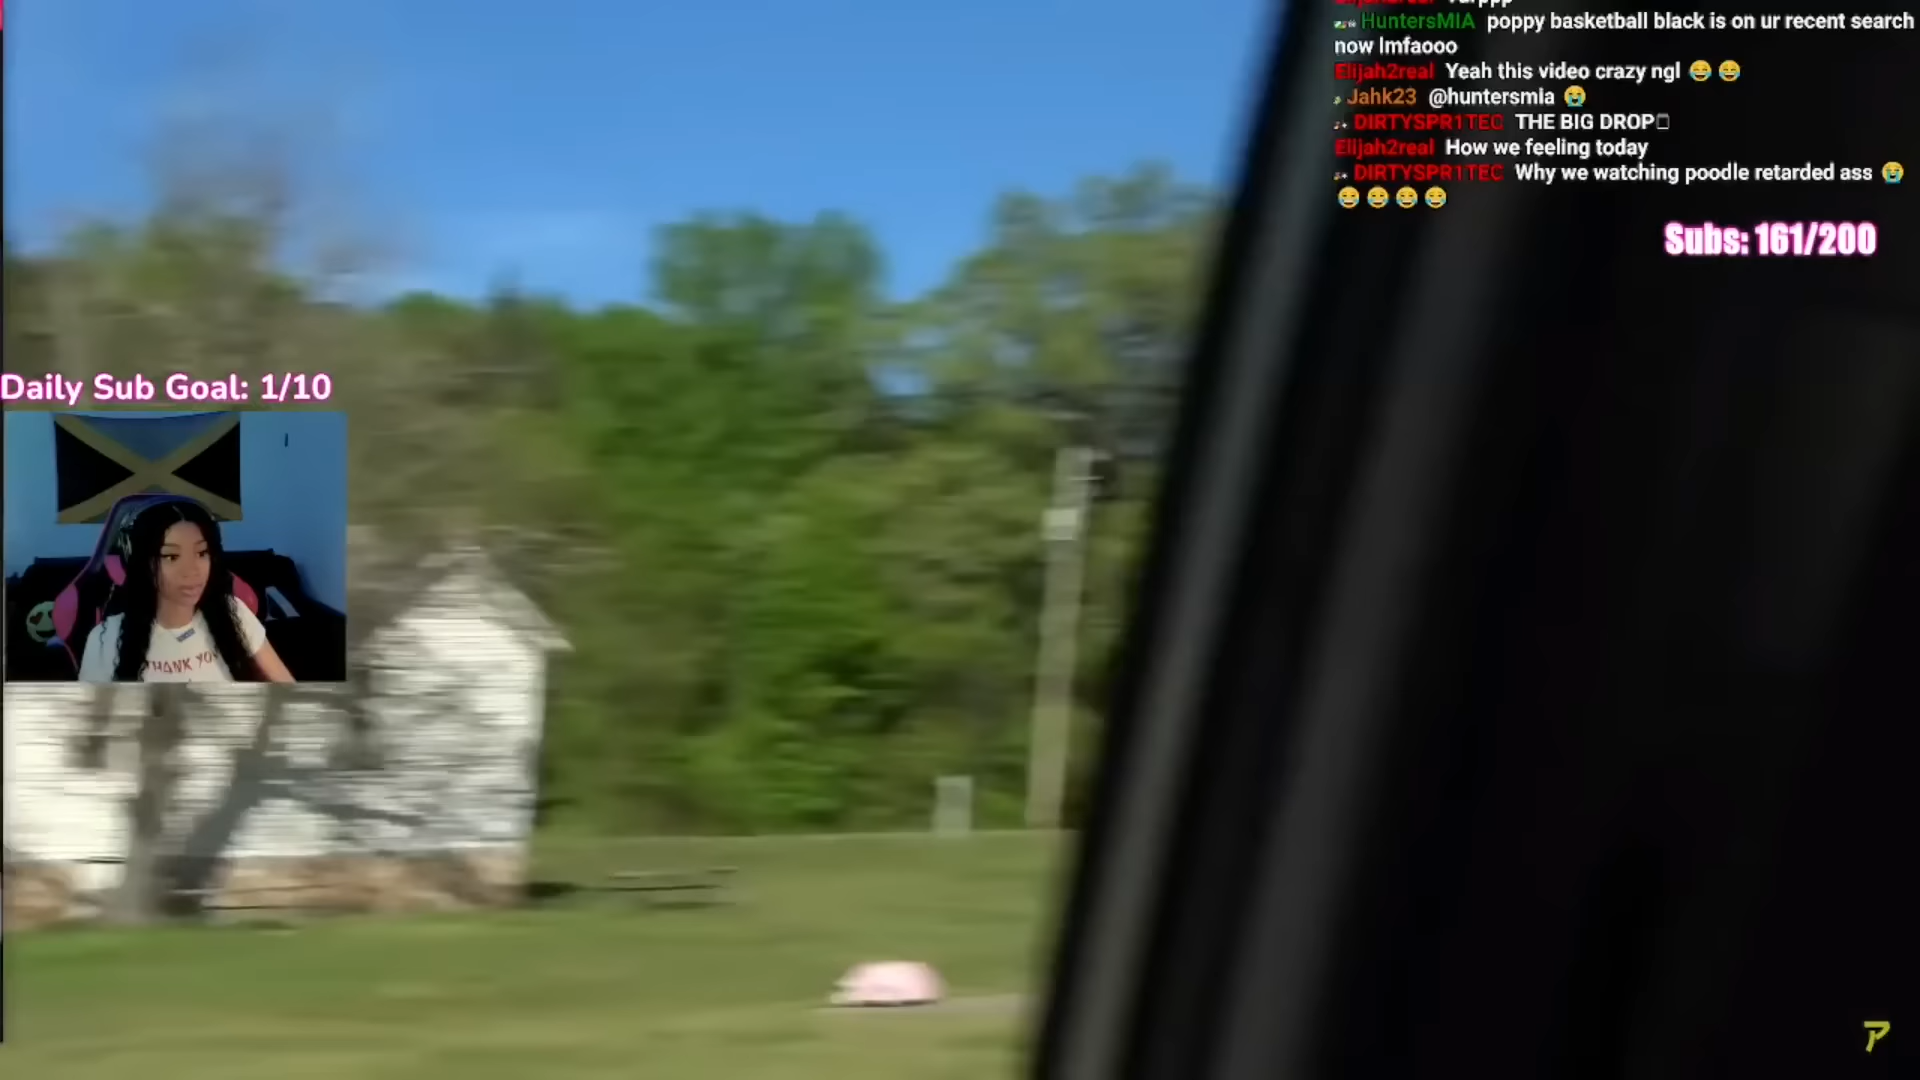 HuntersMIA poppy basketball black is on ur recent search
now lmfaooo
Elijah2real Yeah this video crazy ngl 😂 😂
Jahk23 @huntersmia 😭
DIRTYSPR1TEC THE BIG DROP
Elijah2real How we feeling today
DIRTYSPR1TEC Why we watching poodle retarded ass 😭
😂 😂 😂 😂
Subs: 161/200
Daily Sub Goal: 1/10
THANK YOU